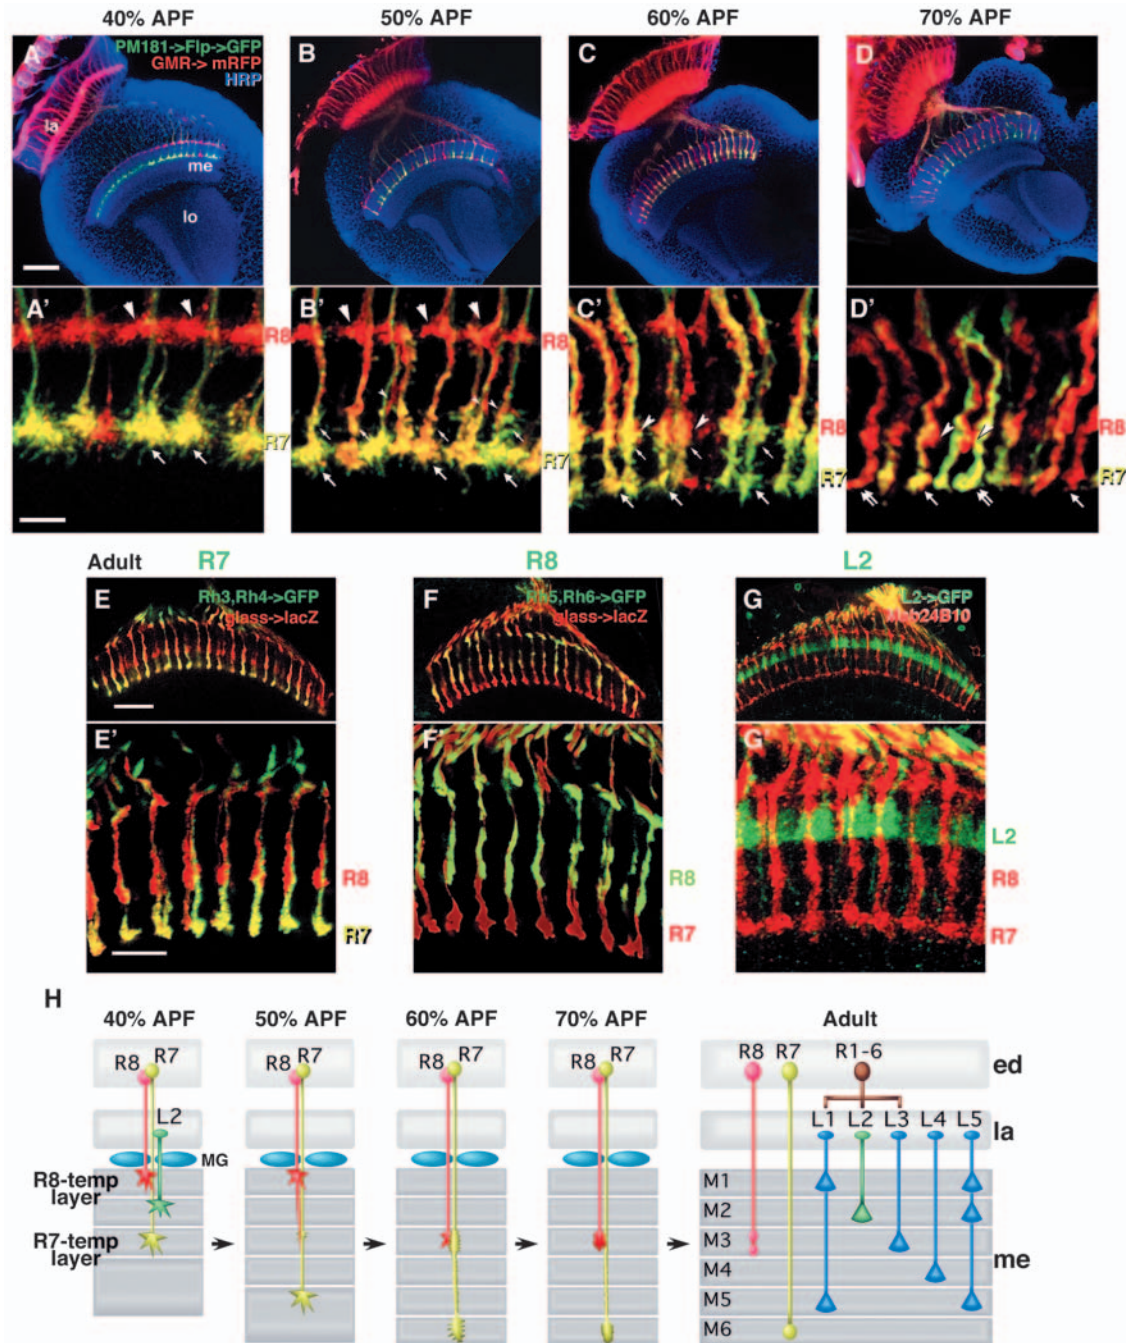 40% APF 50% APF 60% APF 70% APF
A B C D
PM181->Flp->GFP
GMR-> mRFP
HRP
la
me
lo
A' B' C' D'
R8 R8 R8
R7 R7 R7
Adult R7 R8 L2
E F G
Rh3,Rh4->GFP Rh5,Rh6->GFP L2->GFP
glass->lacZ glass->lacZ Mab24B10
E' F' G'
L2
R8 R8 R8
R7 R7 R7
H
40% APF 50% APF 60% APF 70% APF Adult
R8 R7 R8 R7 R8 R7 R8 R7 R8 R7 R1-6 ed
L2 L1 L2 L3 L4 L5 la
MG
R8-temp layer
R7-temp layer
M1
M2
M3
me
M4
M5
M6